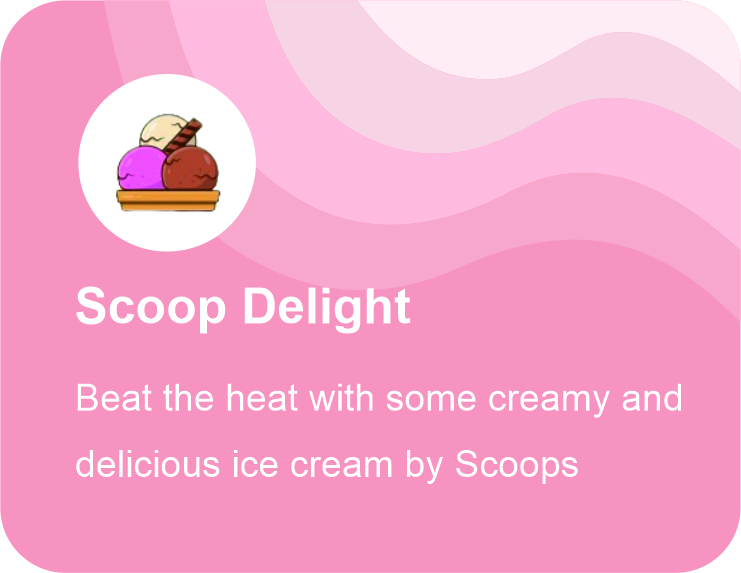 Scoop Delight
Beat the heat with some creamy and
delicious ice cream by Scoops